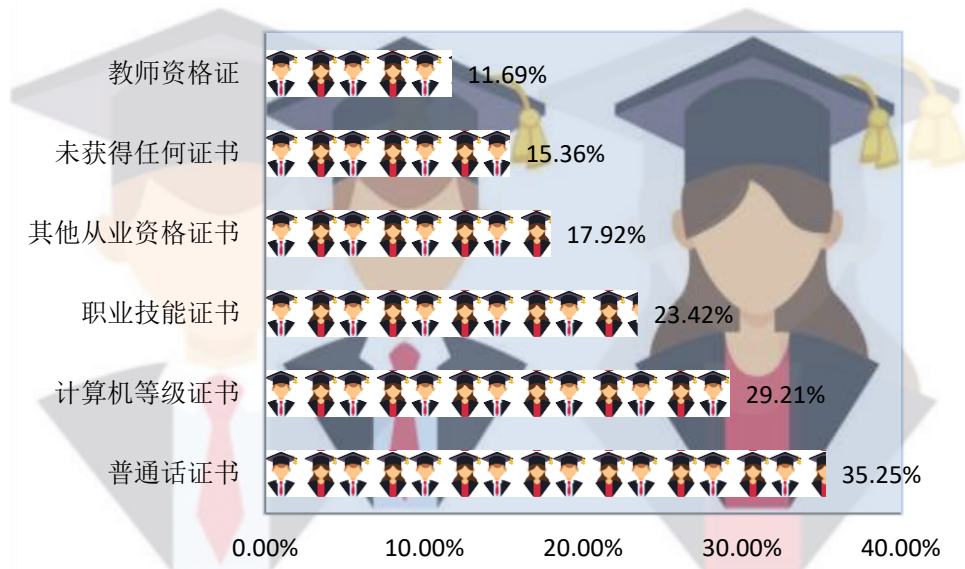 教师资格证 11.69%
未获得任何证书 15.36%
其他从业资格证书 17.92%
职业技能证书 23.42%
计算机等级证书 29.21%
普通话证书 35.25%
0.00% 10.00% 20.00% 30.00% 40.00%